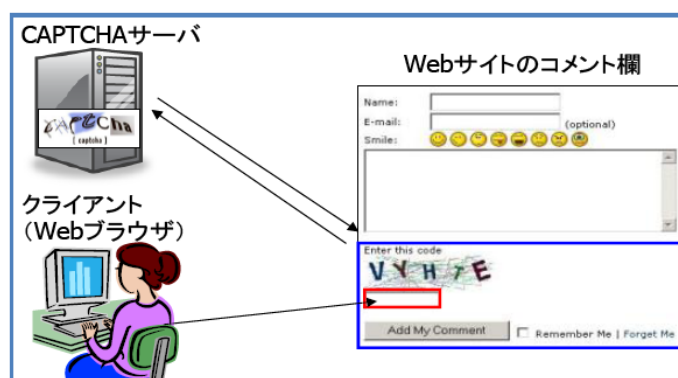 CAPTCHAサーバ
CAPTCha
[ captcha ]
クライアント
(Webブラウザ)
Webサイトのコメント欄
Name:
E-mail:
(optional)
Smile:
Enter this code
VYHTE
Add My Comment
Remember Me | Forget Me